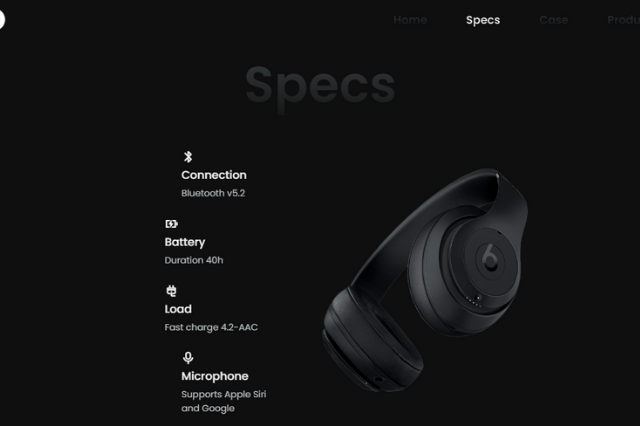 Home Specs Case Produ
Specs
Connection
Bluetooth v5.2
Battery
Duration 40h
Load
Fast charge 4.2-AAC
Microphone
Supports Apple Siri
and Google